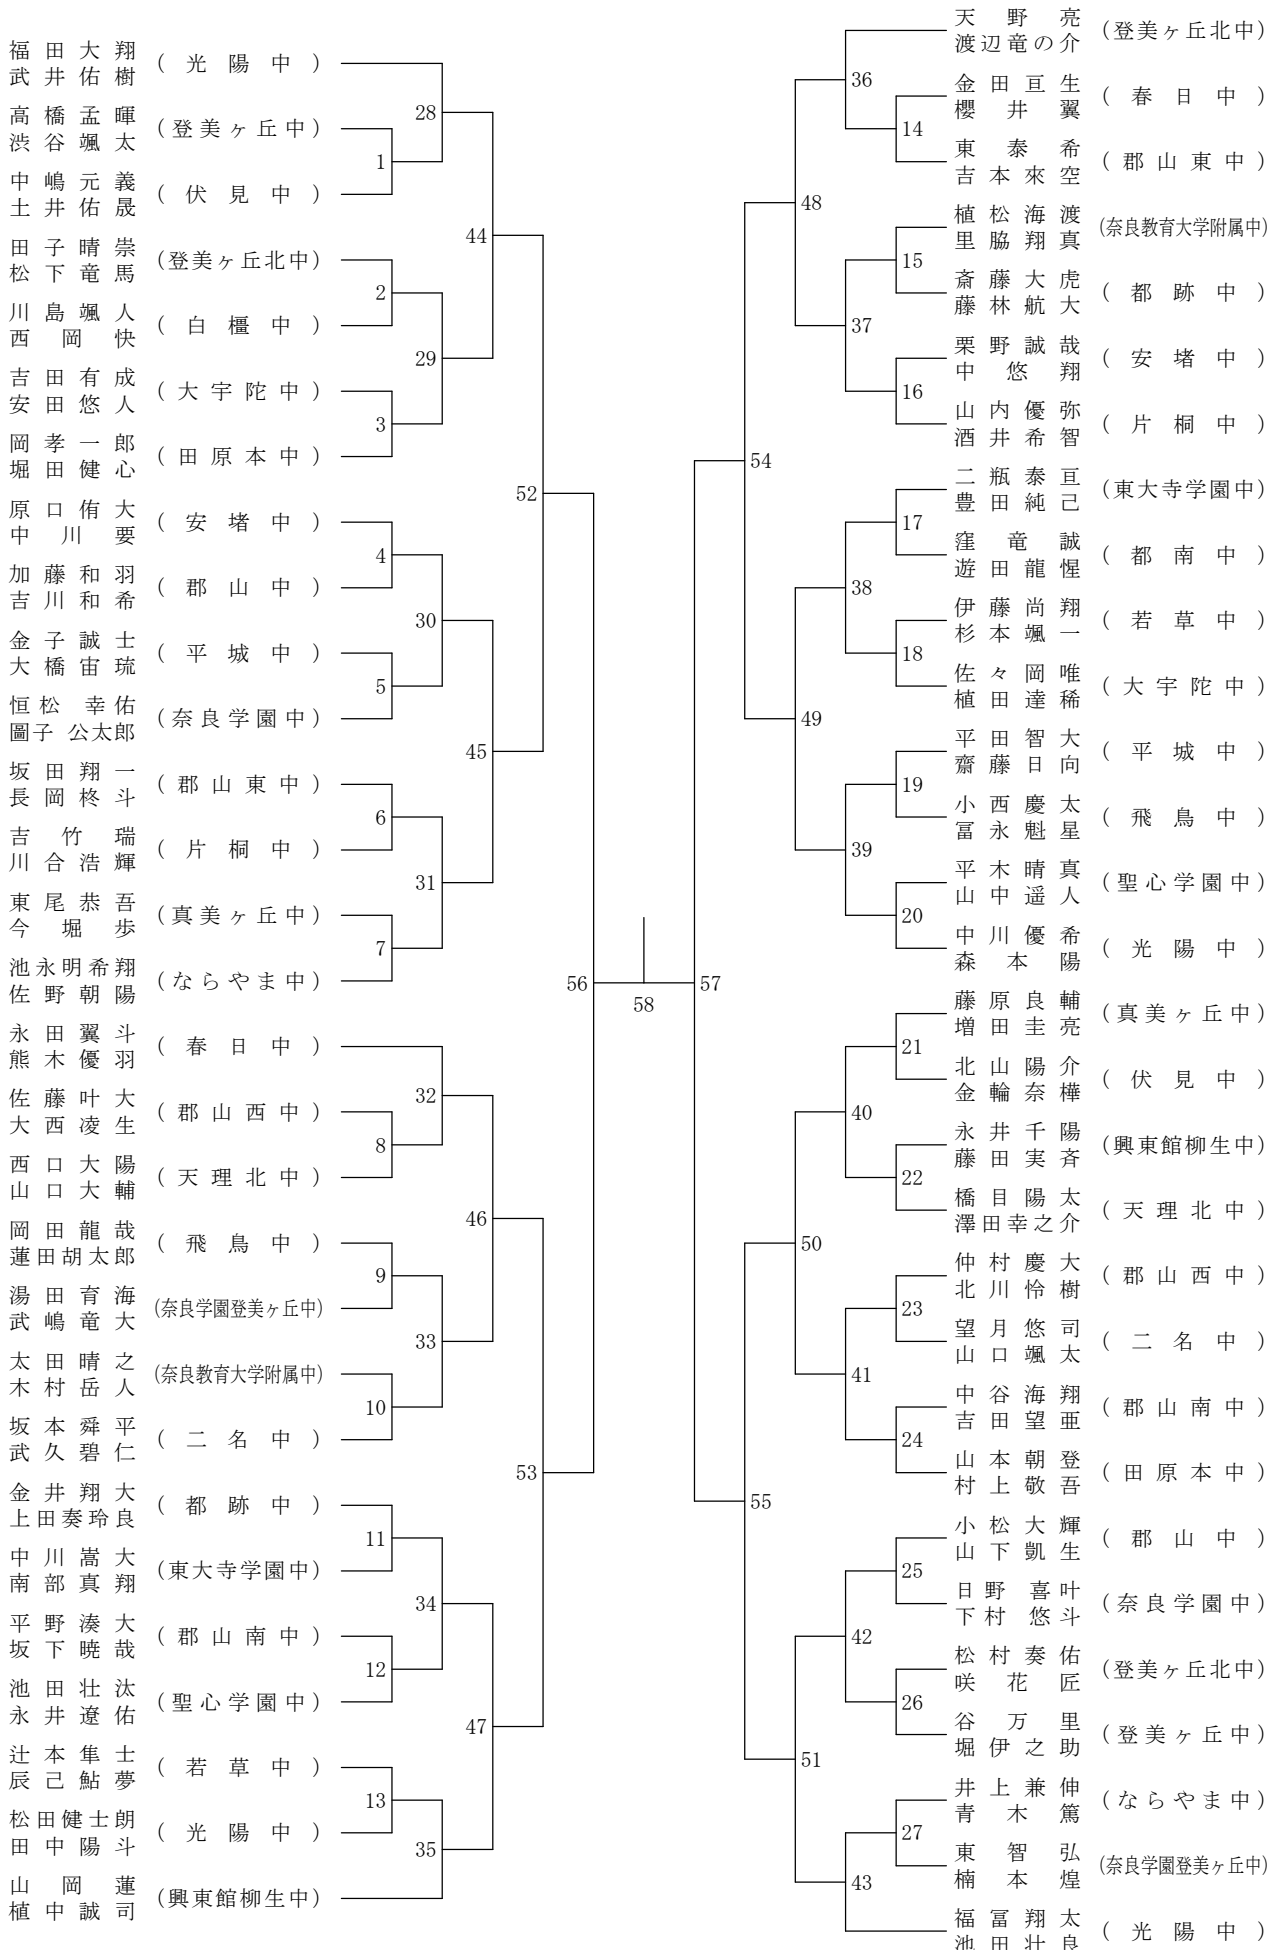 福田大翔
武井佑樹
(光陽中)
高橋孟暉
渋谷颯太
(登美ヶ丘中)
中嶋元義
土井佑晟
(伏見中)
田子晴崇
松下竜馬
(登美ヶ丘北中)
川島颯人
西岡快
(白橿中)
吉田有成
安田悠人
(大宇陀中)
岡孝一郎
堀田健心
(田原本中)
原口侑大
中川要
(安堵中)
加藤和羽
吉川和希
(郡山中)
金子誠士
大橋宙琉
(平城中)
恒松幸佑
圖子公太郎
(奈良学園中)
坂田翔一
長岡柊斗
(郡山東中)
吉竹瑞
川合浩輝
(片桐中)
東尾恭吾
今堀歩
(真美ヶ丘中)
池永明希翔
佐野朝陽
(ならやま中)
永田翼斗
熊木優羽
(春日中)
佐藤叶大
大西凌生
(郡山西中)
西口大陽
山口大輔
(天理北中)
岡田龍哉
蓮田胡太郎
(飛鳥中)
湯田育海
武嶋竜大
(奈良学園登美ヶ丘中)
太田晴之
木村岳人
(奈良教育大学附属中)
坂本舜平
武久碧仁
(二名中)
金井翔大
上田奏玲良
(都跡中)
中川嵩大
南部真翔
(東大寺学園中)
平野湊大
坂下暁哉
(郡山南中)
池田壮汰
永井遼佑
(聖心学園中)
辻本隼士
辰己鮎夢
(若草中)
松田健士朗
田中陽斗
(光陽中)
山岡蓮
植中誠司
(興東館柳生中)
1
2
3
4
5
6
7
8
9
10
11
12
13
28
29
30
31
32
33
34
35
44
45
46
47
52
53
56
58
57
54
55
48
49
50
51
36
37
38
39
40
41
42
43
14
15
16
17
18
19
20
21
22
23
24
25
26
27
天野亮
渡辺竜の介
(登美ヶ丘北中)
金田亘生
櫻井翼
(春日中)
東泰希
吉本來空
(郡山東中)
植松海渡
里脇翔真
(奈良教育大学附属中)
斎藤大虎
藤林航大
(都跡中)
栗野誠哉
中悠翔
(安堵中)
山内優弥
酒井希智
(片桐中)
二瓶泰亘
豊田純己
(東大寺学園中)
窪竜誠
遊田龍惺
(都南中)
伊藤尚翔
杉本颯一
(若草中)
佐々岡唯
植田達稀
(大宇陀中)
平田智大
齋藤日向
(平城中)
小西慶太
冨永魁星
(飛鳥中)
平木晴真
山中遥人
(聖心学園中)
中川優希
森本陽
(光陽中)
藤原良輔
増田圭亮
(真美ヶ丘中)
北山陽介
金輪奈樺
(伏見中)
永井千陽
藤田実斉
(興東館柳生中)
橋目陽太
澤田幸之介
(天理北中)
仲村慶大
北川怜樹
(郡山西中)
望月悠司
山口颯太
(二名中)
中谷海翔
吉田望亜
(郡山南中)
山本朝登
村上敬吾
(田原本中)
小松大輝
山下凱生
(郡山中)
日野喜叶
下村悠斗
(奈良学園中)
松村奏佑
咲花匠
(登美ヶ丘北中)
谷万里
堀伊之助
(登美ヶ丘中)
井上兼伸
青木篤
(ならやま中)
東智弘
楠本煌
(奈良学園登美ヶ丘中)
福冨翔太
池田壮良
(光陽中)